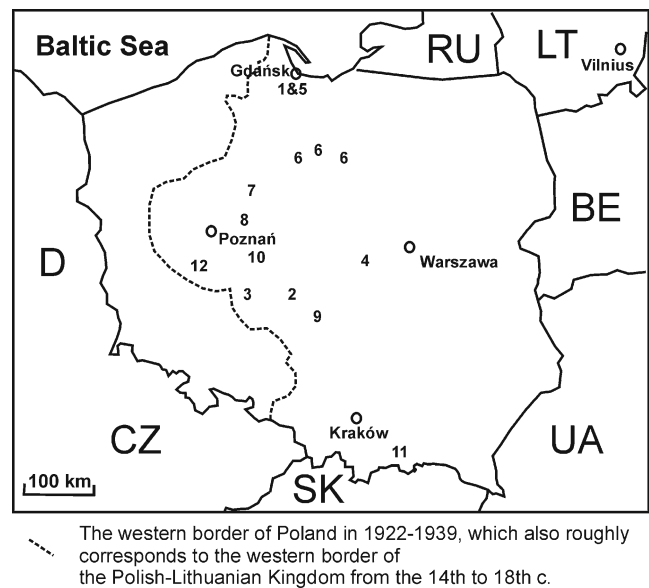 Baltic Sea
RU
LT
Vilnius
Gdańsk
1&5
6 6 6
7
BE
8
Poznań
D
10
12
4
Warszawa
3 2
9
Kraków
CZ
11
UA
100 km
SK
The western border of Poland in 1922-1939, which also roughly
corresponds to the western border of
the Polish-Lithuanian Kingdom from the 14th to 18th c.